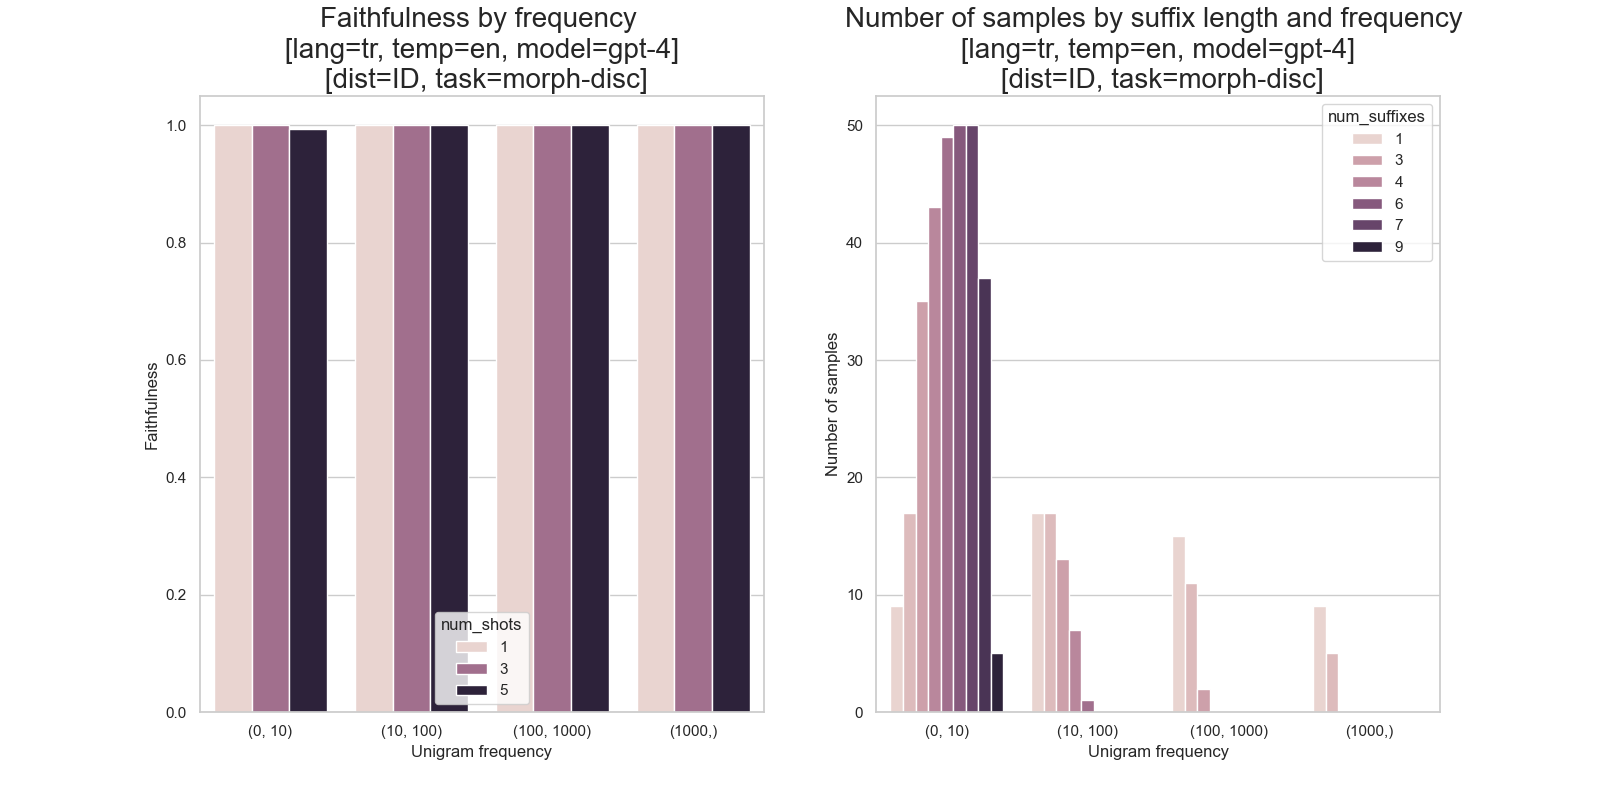 Faithfulness by frequency
[lang=tr, temp=en, model=gpt-4]
[dist=ID, task=morph-disc]
1.0
0.8
0.6
0.4
0.2
0.0
Faithfulness
num_shots
1
3
5
(0, 10)
(10, 100)
(100, 1000)
(1000,)
Unigram frequency
Number of samples by suffix length and frequency
[lang=tr, temp=en, model=gpt-4]
[dist=ID, task=morph-disc]
50
40
30
20
10
0
Number of samples
num_suffixes
1
3
4
6
7
9
(0, 10)
(10, 100)
(100, 1000)
(1000,)
Unigram frequency